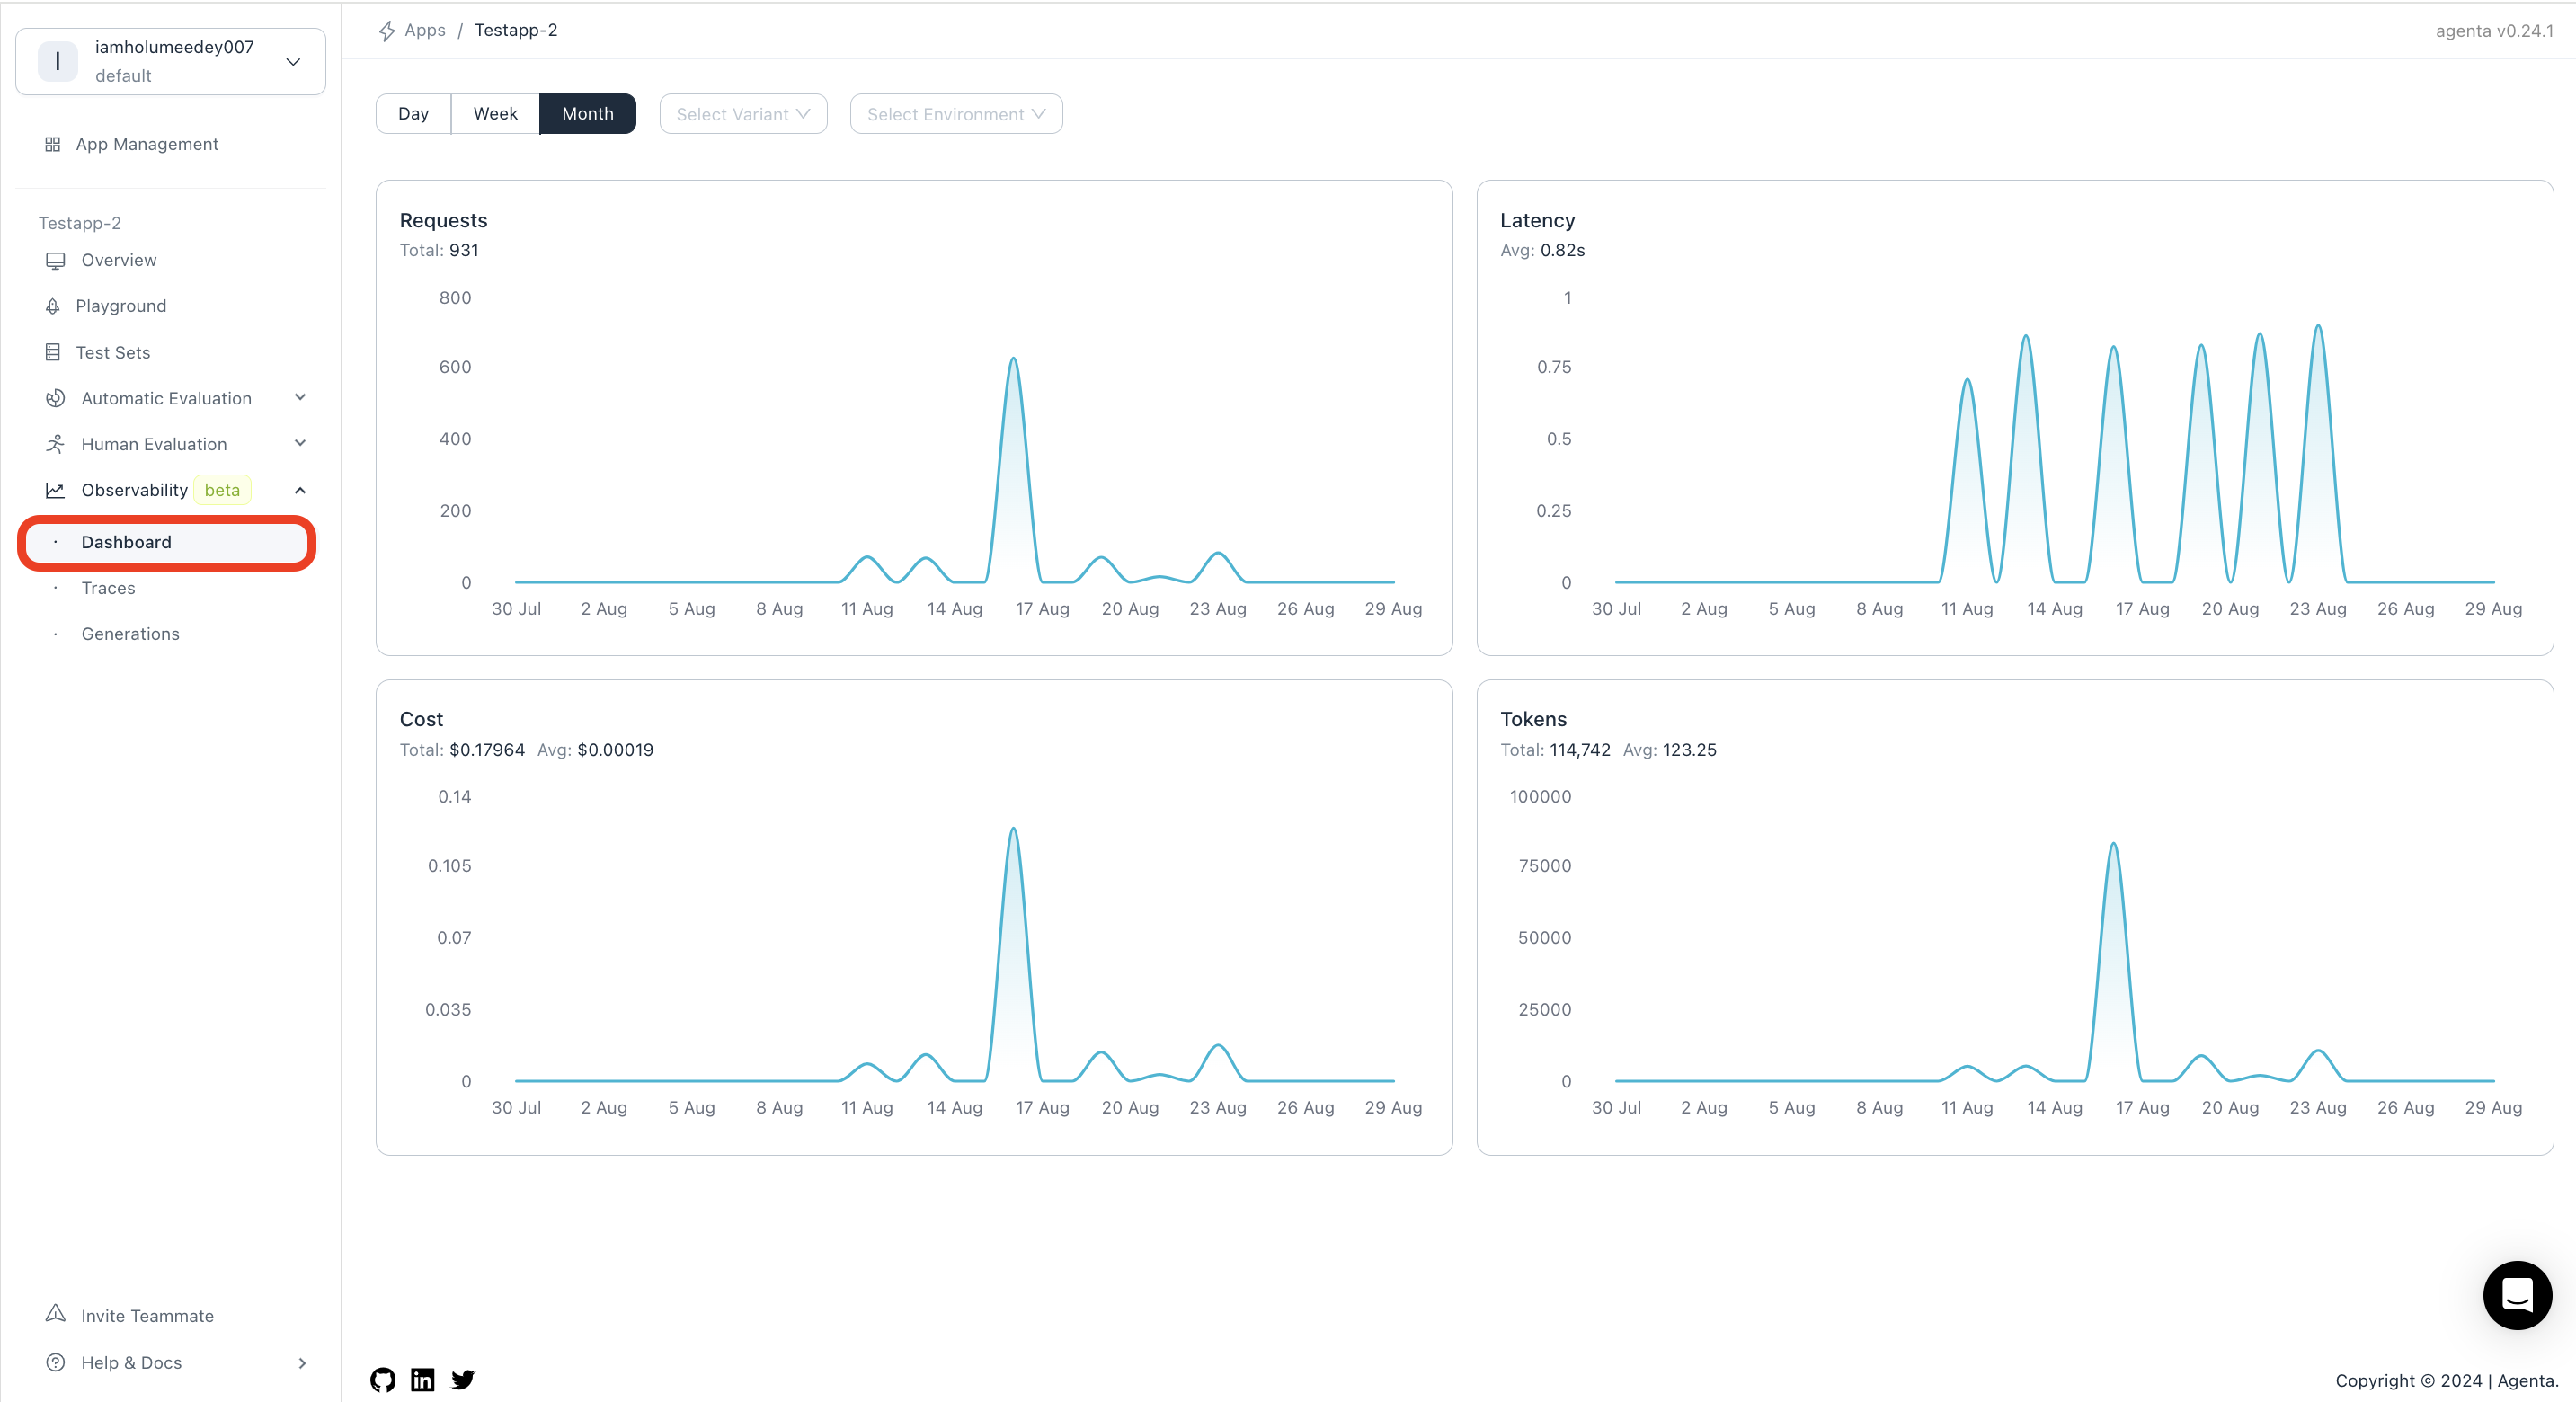 I
iamholumeedey007
default
App Management
Testapp-2
Overview
Playground
Test Sets
Automatic Evaluation
Human Evaluation
Observability beta
· Dashboard
· Traces
· Generations
Invite Teammate
Help & Docs
Apps / Testapp-2
agenta v0.24.1
Day Week Month Select Variant Select Environment
Requests
Total: 931
800
600
400
200
0
30 Jul 2 Aug 5 Aug 8 Aug 11 Aug 14 Aug 17 Aug 20 Aug 23 Aug 26 Aug 29 Aug
Latency
Avg: 0.82s
1
0.75
0.5
0.25
0
30 Jul 2 Aug 5 Aug 8 Aug 11 Aug 14 Aug 17 Aug 20 Aug 23 Aug 26 Aug 29 Aug
Cost
Total: $0.17964 Avg: $0.00019
0.14
0.105
0.07
0.035
0
30 Jul 2 Aug 5 Aug 8 Aug 11 Aug 14 Aug 17 Aug 20 Aug 23 Aug 26 Aug 29 Aug
Tokens
Total: 114,742 Avg: 123.25
100000
75000
50000
25000
0
30 Jul 2 Aug 5 Aug 8 Aug 11 Aug 14 Aug 17 Aug 20 Aug 23 Aug 26 Aug 29 Aug
in
Copyright © 2024 | Agenta.